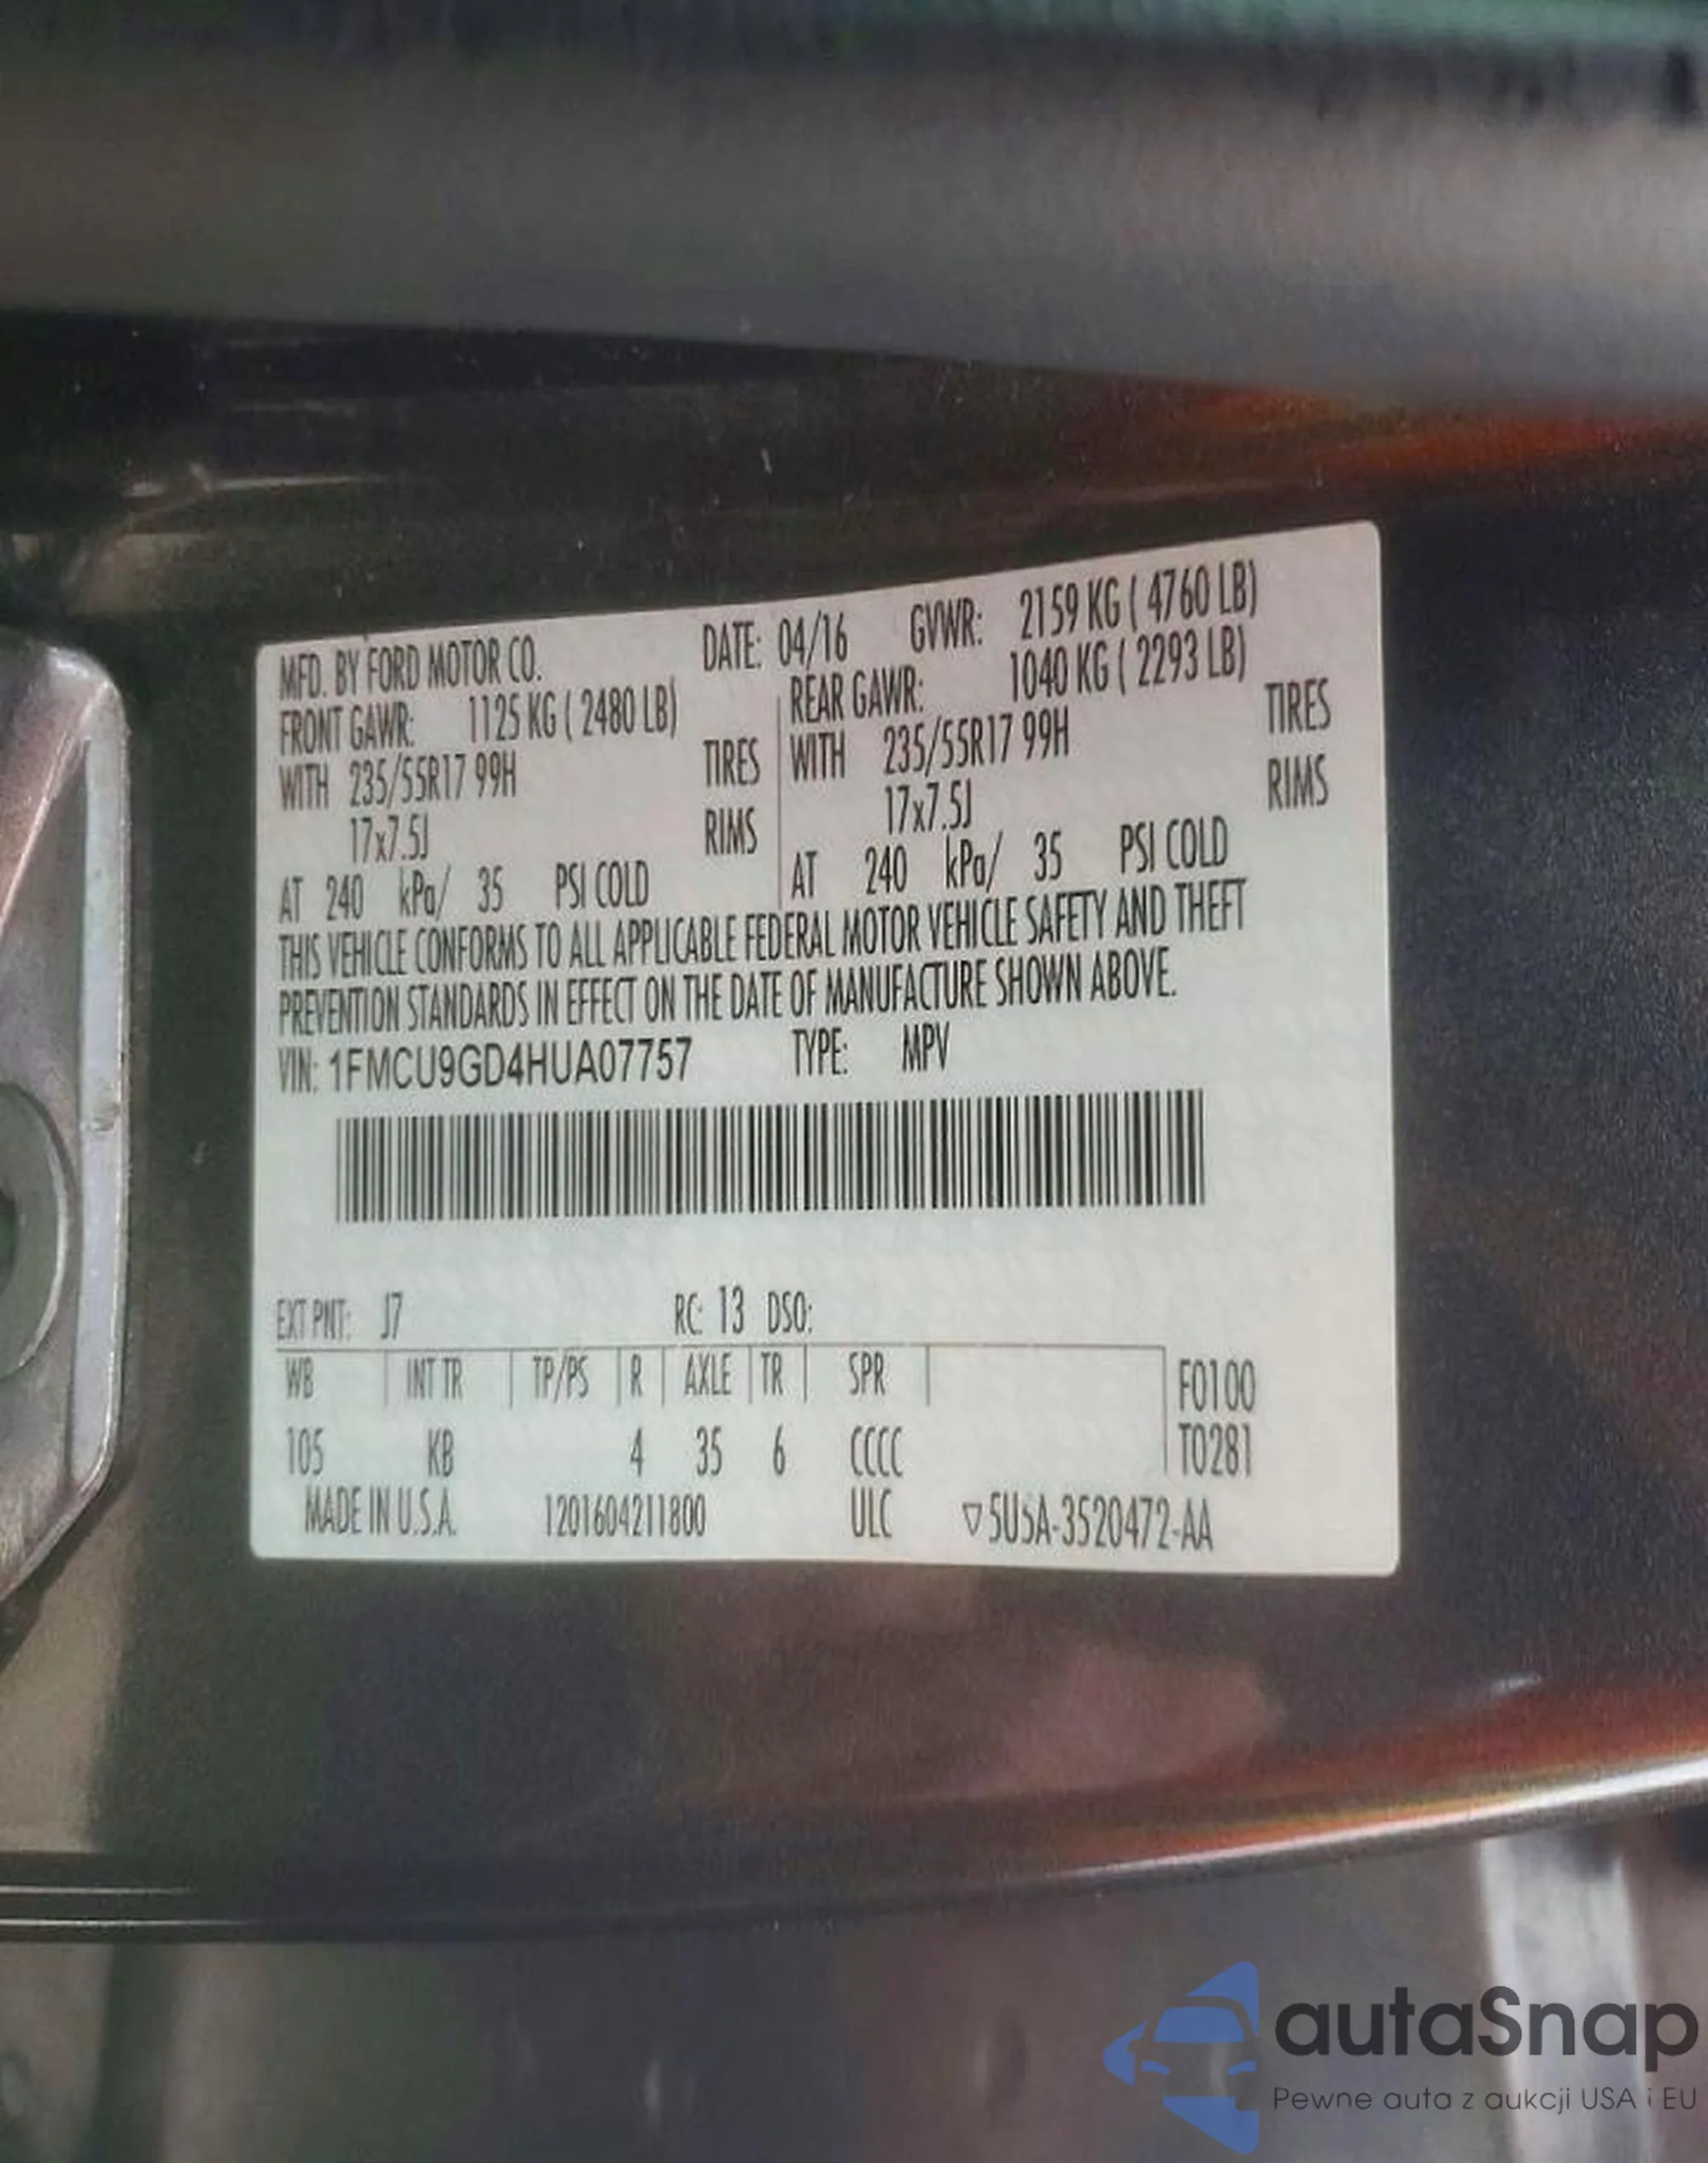 MFD. BY FORD MOTOR CO. DATE: 04/16 GVWR: 2159 KG ( 4760 LB)
FRONT GAWR: 1125 KG ( 2480 LB) REAR GAWR: 1040 KG ( 2293 LB)
WITH 235/55R17 99H TIRES WITH 235/55R17 99H TIRES
17x7.5J RIMS 17x7.5J RIMS
AT 240 kPa/ 35 PSI COLD AT 240 kPa/ 35 PSI COLD
THIS VEHICLE CONFORMS TO ALL APPLICABLE FEDERAL MOTOR VEHICLE SAFETY AND THEFT
PREVENTION STANDARDS IN EFFECT ON THE DATE OF MANUFACTURE SHOWN ABOVE.
VIN: 1FMCU9GD4HUA07757 TYPE: MPV
EXT PNT: J7 RC: 13 DSO:
WB INT TR TP/PS R AXLE TR SPR F0100
105 KB 4 35 6 CCCC T0281
MADE IN U.S.A. 1201604211800 ULC ▽5U5A-3520472-AA
autaSnap
Pewne auta z aukcji USA i EU